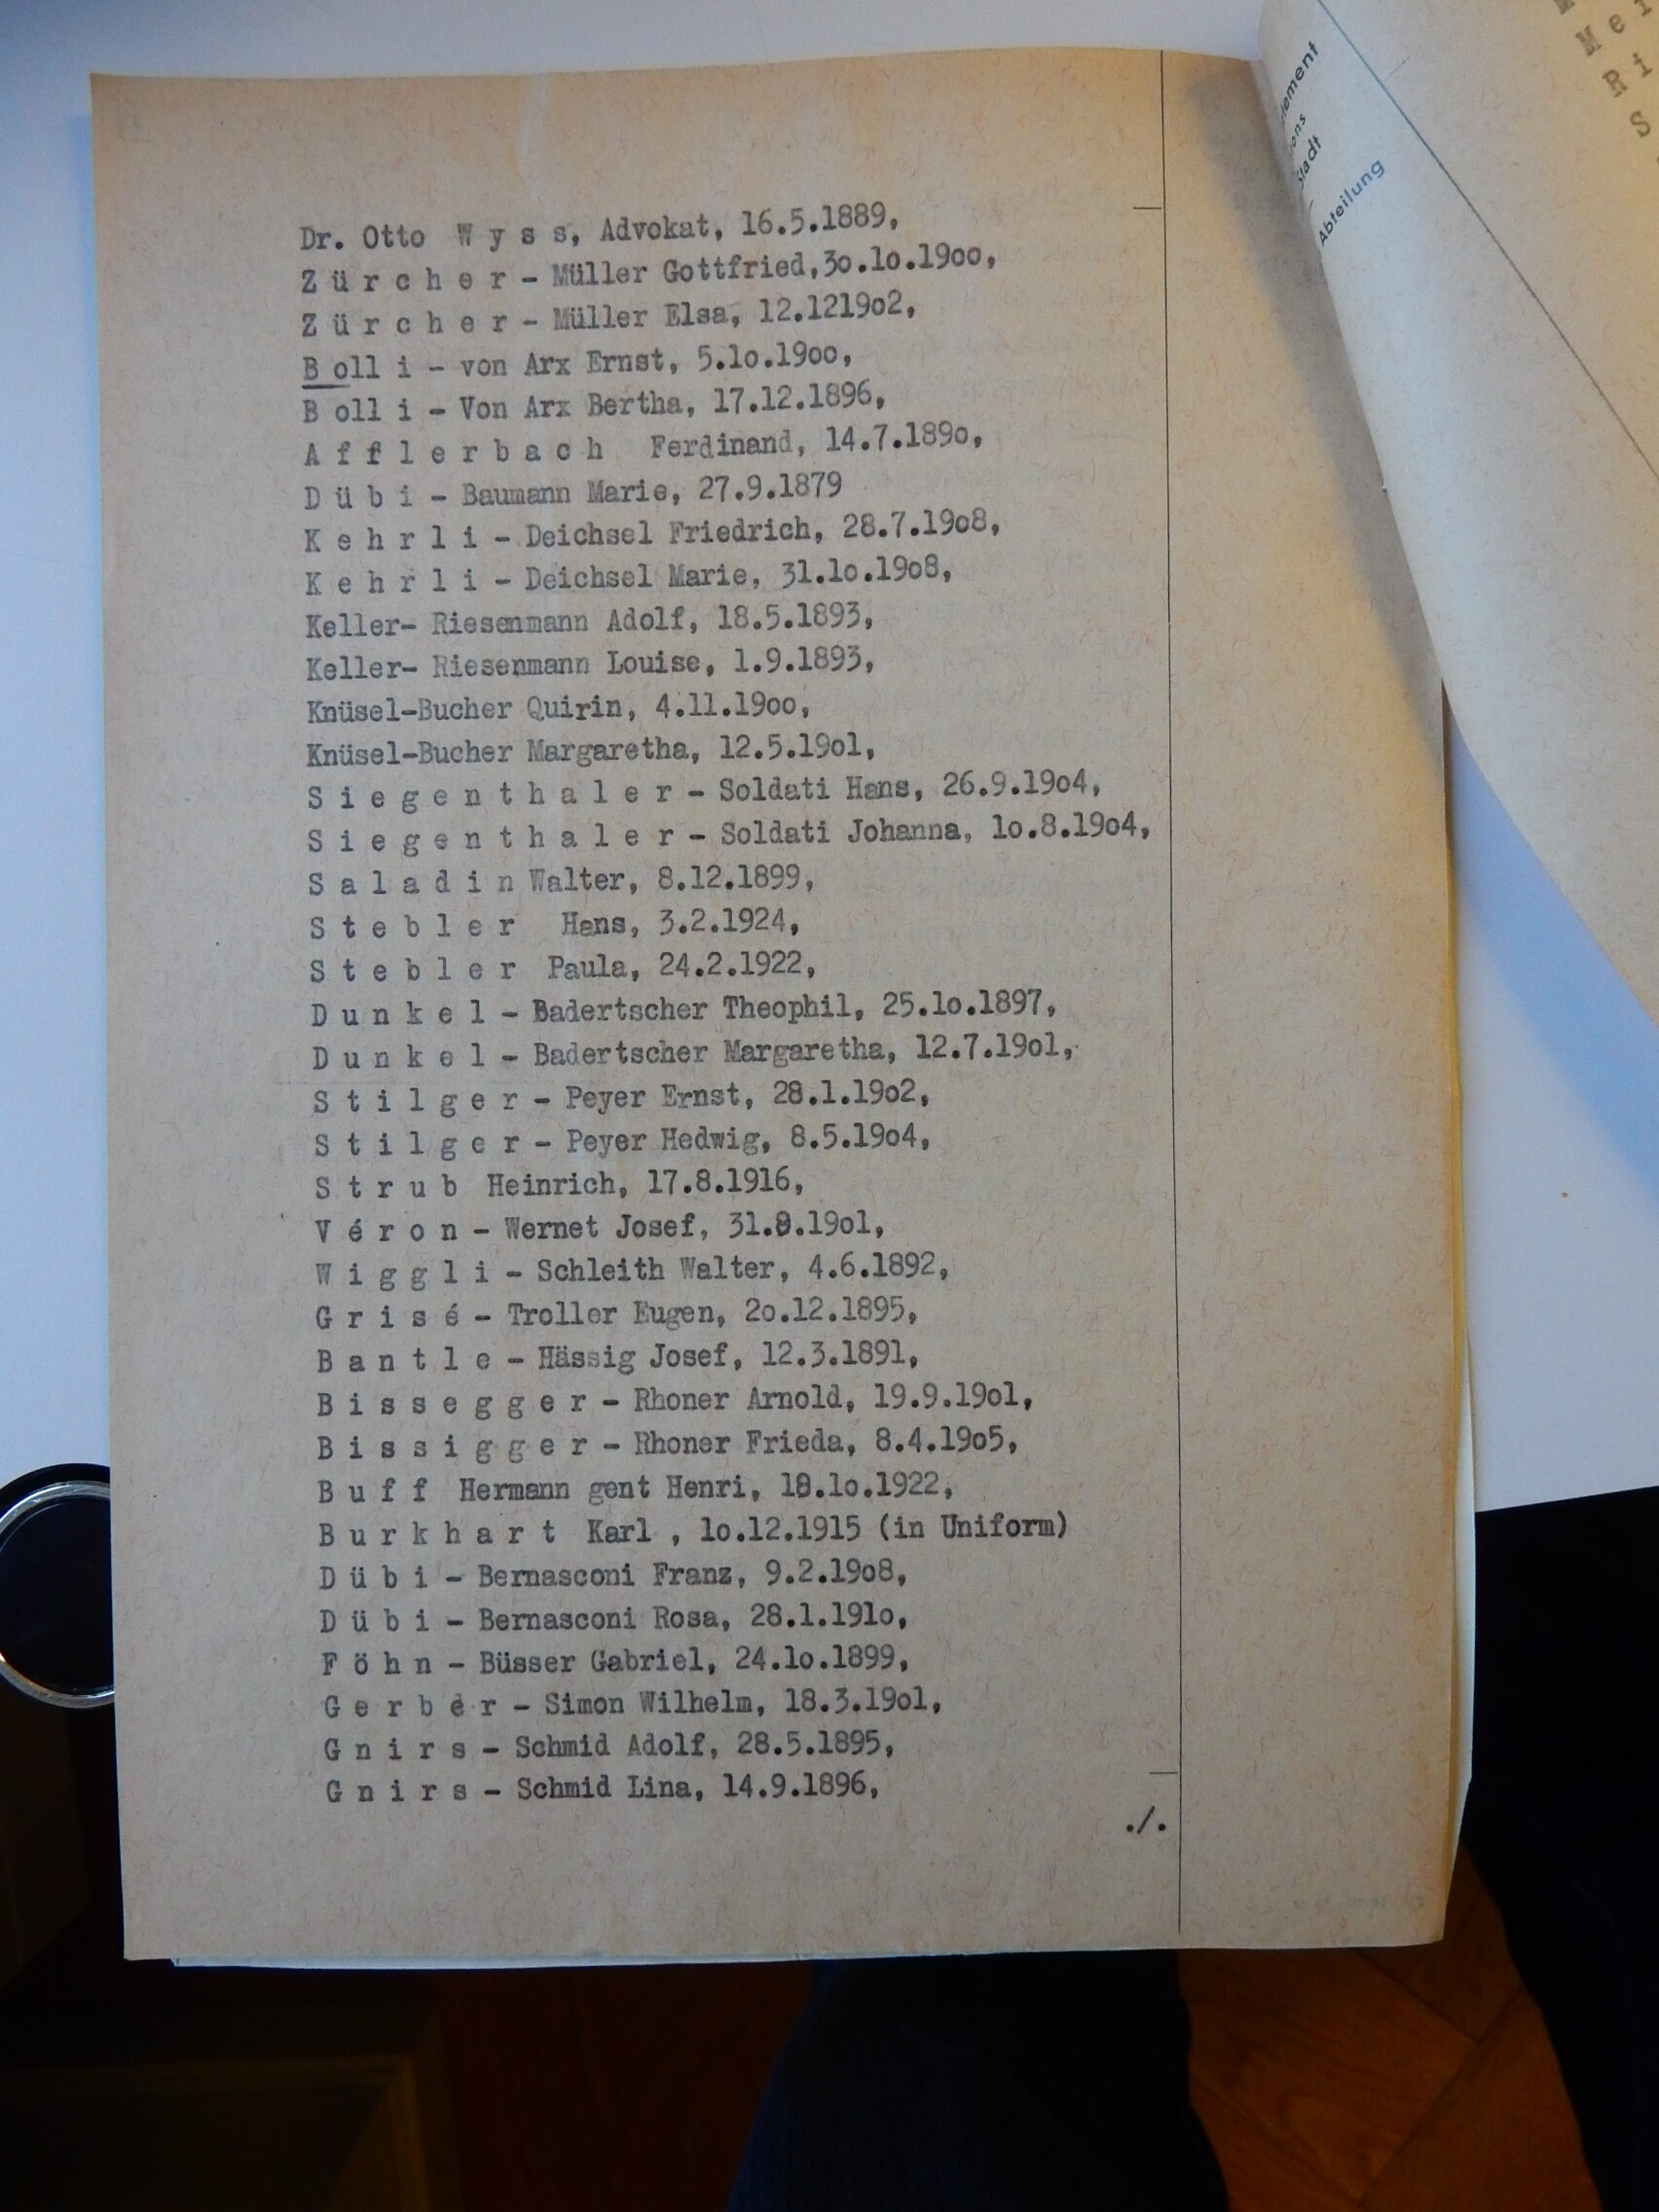 Dr. Otto W y s s, Advokat, 16.5.1889,
Z ü r c h e r - Müller Gottfried,3o.lo.19oo,
Z ü r c h e r - Müller Elsa, 12.1219o2,
B oll i - von Arx Ernst, 5.lo.19oo,
B oll i - Von Arx Bertha, 17.12.1896,
A f f l e r b a c h Ferdinand, 14.7.189o,
D ü b i - Baumann Marie, 27.9.1879
K e h r l i - Deichsel Friedrich, 28.7.19o8,
K e h r l i - Deichsel Marie, 31.lo.19o8,
Keller- Riesenmann Adolf, 18.5.1893,
Keller- Riesenmann Louise, 1.9.1893,
Knüsel-Bucher Quirin, 4.11.19oo,
Knüsel-Bucher Margaretha, 12.5.19o1,
S i e g e n t h a l e r - Soldati Hans, 26.9.19o4,
S i e g e n t h a l e r - Soldati Johanna, lo.8.19o4,
S a l a d i n Walter, 8.12.1899,
S t e b l e r Hans, 3.2.1924,
S t e b l e r Paula, 24.2.1922,
D u n k e l - Badertscher Theophil, 25.lo.1897,
D u n k e l - Badertscher Margaretha, 12.7.19o1,
S t i l g e r - Peyer Ernst, 28.1.19o2,
S t i l g e r - Peyer Hedwig, 8.5.19o4,
S t r u b Heinrich, 17.8.1916,
V é r o n - Wernet Josef, 31.8.19o1,
W i g g l i - Schleith Walter, 4.6.1892,
G r i s é - Troller Eugen, 2o.12.1895,
B a n t l e - Hässig Josef, 12.3.1891,
B i s s e g g e r - Rhoner Arnold, 19.9.19o1,
B i s s i g g e r - Rhoner Frieda, 8.4.19o5,
B u f f Hermann gent Henri, 18.lo.1922,
B u r k h a r t Karl , lo.12.1915 (in Uniform)
D ü b i - Bernasconi Franz, 9.2.19o8,
D ü b i - Bernasconi Rosa, 28.1.191o,
F ö h n - Büsser Gabriel, 24.lo.1899,
G e r b e r - Simon Wilhelm, 18.3.19o1,
G n i r s - Schmid Adolf, 28.5.1895,
G n i r s - Schmid Lina, 14.9.1896,
./.
Stadt
Abteilung